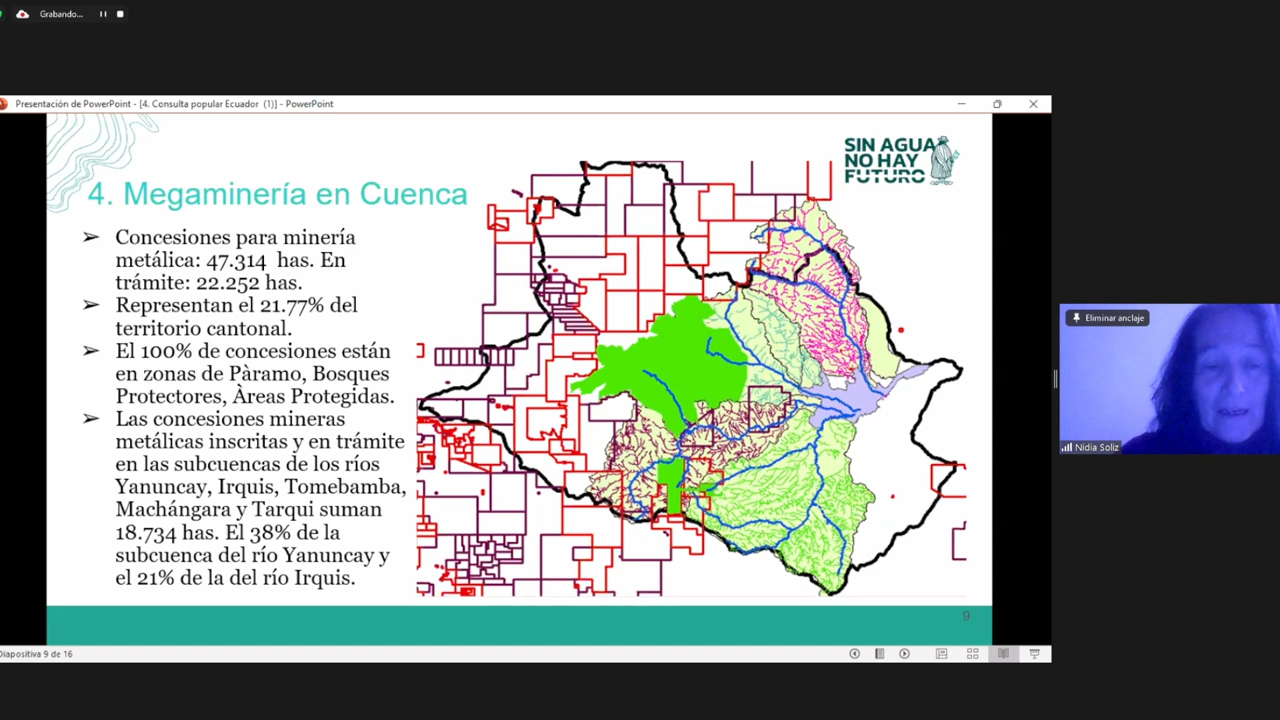 Grabando...
Presentación de PowerPoint - [4. Consulta popular Ecuador (1)] - PowerPoint
SIN AGUA
NO HAY
FUTURO
4. Megaminería en Cuenca
➢ Concesiones para minería
metálica: 47.314 has. En
trámite: 22.252 has.
➢ Representan el 21.77% del
territorio cantonal.
➢ El 100% de concesiones están
en zonas de Pàramo, Bosques
Protectores, Àreas Protegidas.
➢ Las concesiones mineras
metálicas inscritas y en trámite
en las subcuencas de los ríos
Yanuncay, Irquis, Tomebamba,
Machángara y Tarqui suman
18.734 has. El 38% de la
subcuenca del río Yanuncay y
el 21% de la del río Irquis.
9
Diapositiva 9 de 16
Eliminar anclaje
Nidia Soliz